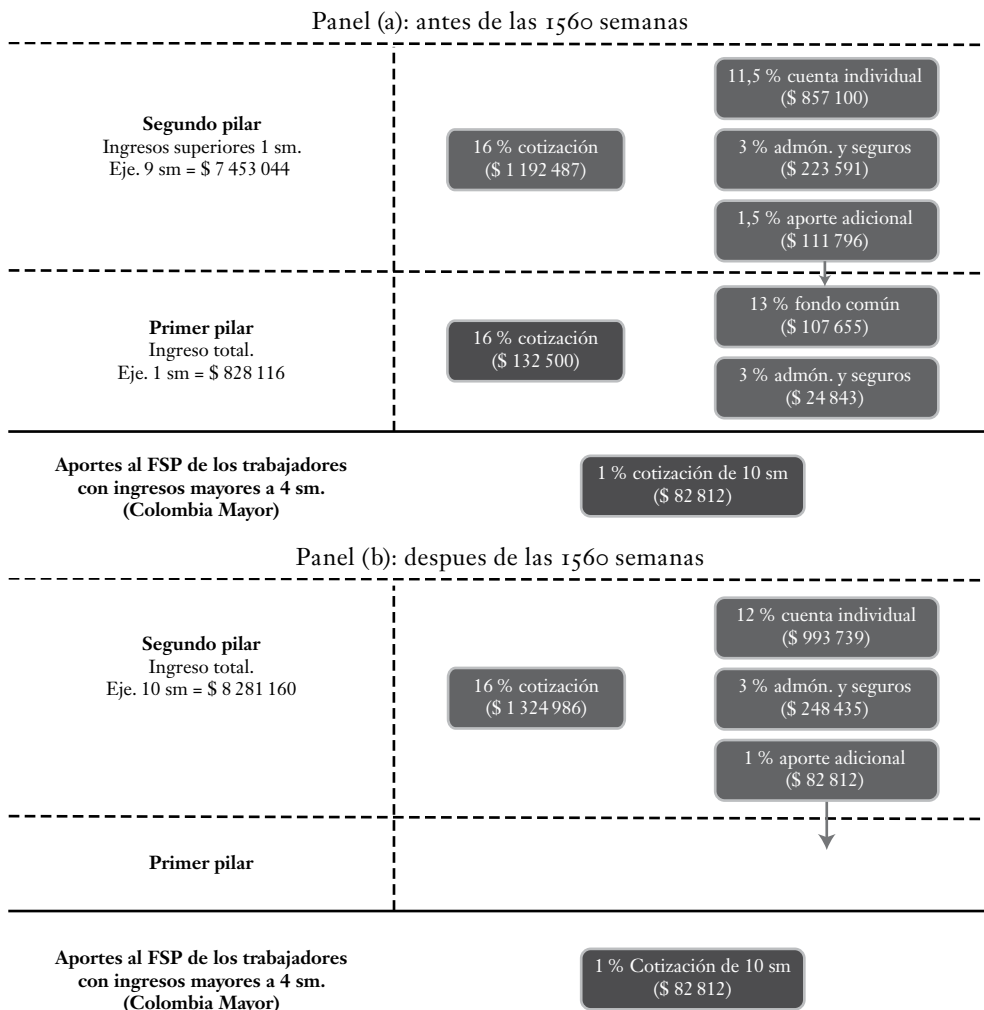 Panel (a): antes de las 1560 semanas
Segundo pilar
Ingresos superiores 1 sm.
Eje. 9 sm = $ 7 453 044
16 % cotización
($ 1 192 487)
11,5 % cuenta individual
($ 857 100)
3 % admón. y seguros
($ 223 591)
1,5 % aporte adicional
($ 111 796)
Primer pilar
Ingreso total.
Eje. 1 sm = $ 828 116
16 % cotización
($ 132 500)
13 % fondo común
($ 107 655)
3 % admón. y seguros
($ 24 843)
Aportes al FSP de los trabajadores
con ingresos mayores a 4 sm.
(Colombia Mayor)
1 % cotización de 10 sm
($ 82 812)
Panel (b): despues de las 1560 semanas
Segundo pilar
Ingreso total.
Eje. 10 sm = $ 8 281 160
16 % cotización
($ 1 324 986)
12 % cuenta individual
($ 993 739)
3 % admón. y seguros
($ 248 435)
1 % aporte adicional
($ 82 812)
Primer pilar
Aportes al FSP de los trabajadores
con ingresos mayores a 4 sm.
(Colombia Mayor)
1 % Cotización de 10 sm
($ 82 812)